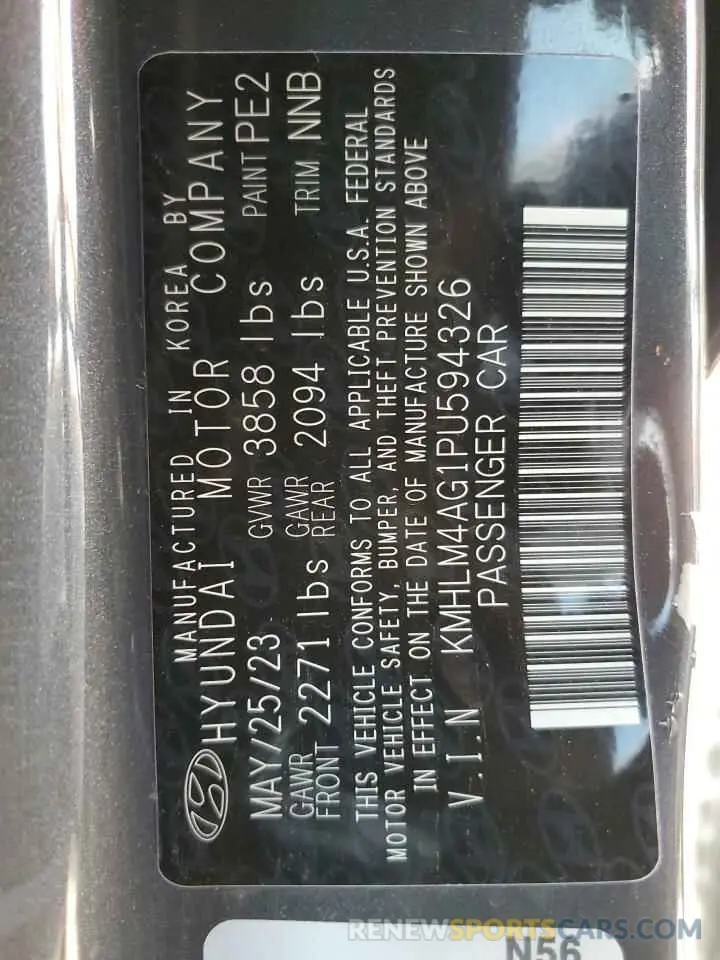 MANUFACTURED IN KOREA BY
HYUNDAI MOTOR COMPANY
MAY/25/23 GVWR 3858 lbs PAINT PE2
GAWR FRONT 2271 lbs GAWR REAR 2094 lbs TRIM NNB
THIS VEHICLE CONFORMS TO ALL APPLICABLE U.S.A. FEDERAL
MOTOR VEHICLE SAFETY, BUMPER, AND THEFT PREVENTION STANDARDS
IN EFFECT ON THE DATE OF MANUFACTURE SHOWN ABOVE
V.I.N KMHLM4AG1PU594326
PASSENGER CAR
N56
RENEWSPORTSCARS.COM